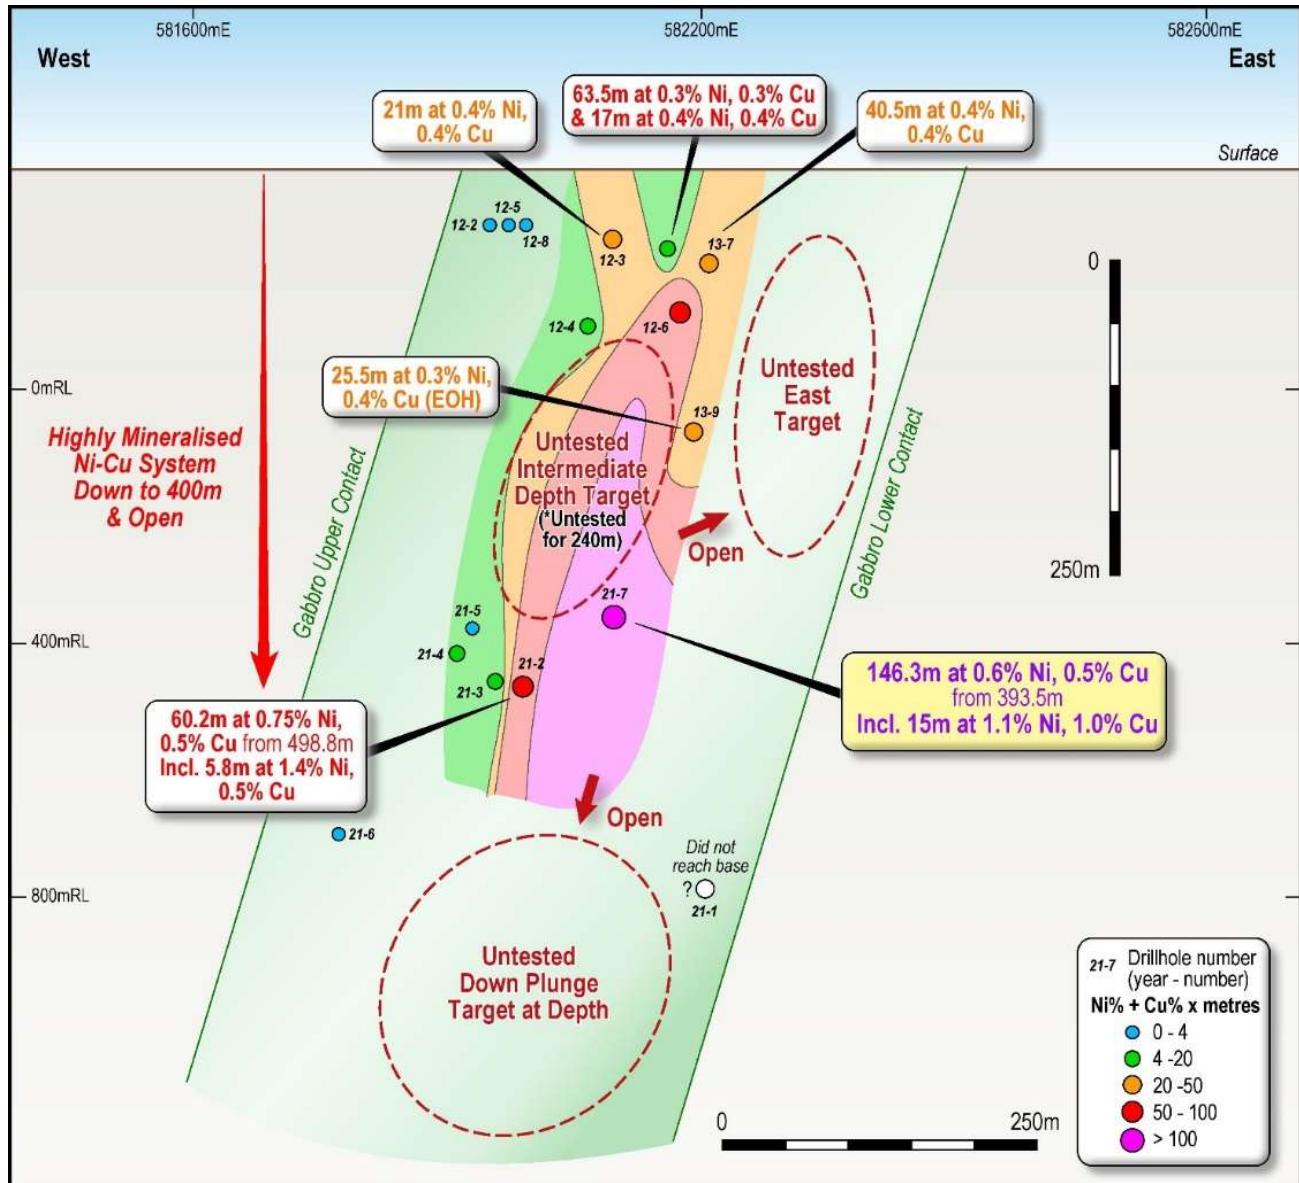 581600mE
582200mE
582600mE
West
East
21m at 0.4% Ni,
0.4% Cu
63.5m at 0.3% Ni, 0.3% Cu
& 17m at 0.4% Ni, 0.4% Cu
40.5m at 0.4% Ni,
0.4% Cu
Surface
12-5
12-2
12-8
12-3
13-7
0
12-4
12-6
25.5m at 0.3% Ni,
0.4% Cu (EOH)
0mRL
Untested
East
Target
13-9
Highly Mineralised
Ni-Cu System
Down to 400m
& Open
Untested
Intermediate
Depth Target
(*Untested
for 240m)
Open
250m
Gabbro Upper Contact
Gabbro Lower Contact
21-5
21-7
400mRL
21-4
21-3
21-2
146.3m at 0.6% Ni, 0.5% Cu
from 393.5m
Incl. 15m at 1.1% Ni, 1.0% Cu
60.2m at 0.75% Ni,
0.5% Cu from 498.8m
Incl. 5.8m at 1.4% Ni,
0.5% Cu
Open
21-6
Did not
reach base
?
21-1
800mRL
Untested
Down Plunge
Target at Depth
0
250m
21-7 Drillhole number
(year - number)
Ni% + Cu% x metres
0 - 4
4 -20
20 -50
50 - 100
> 100